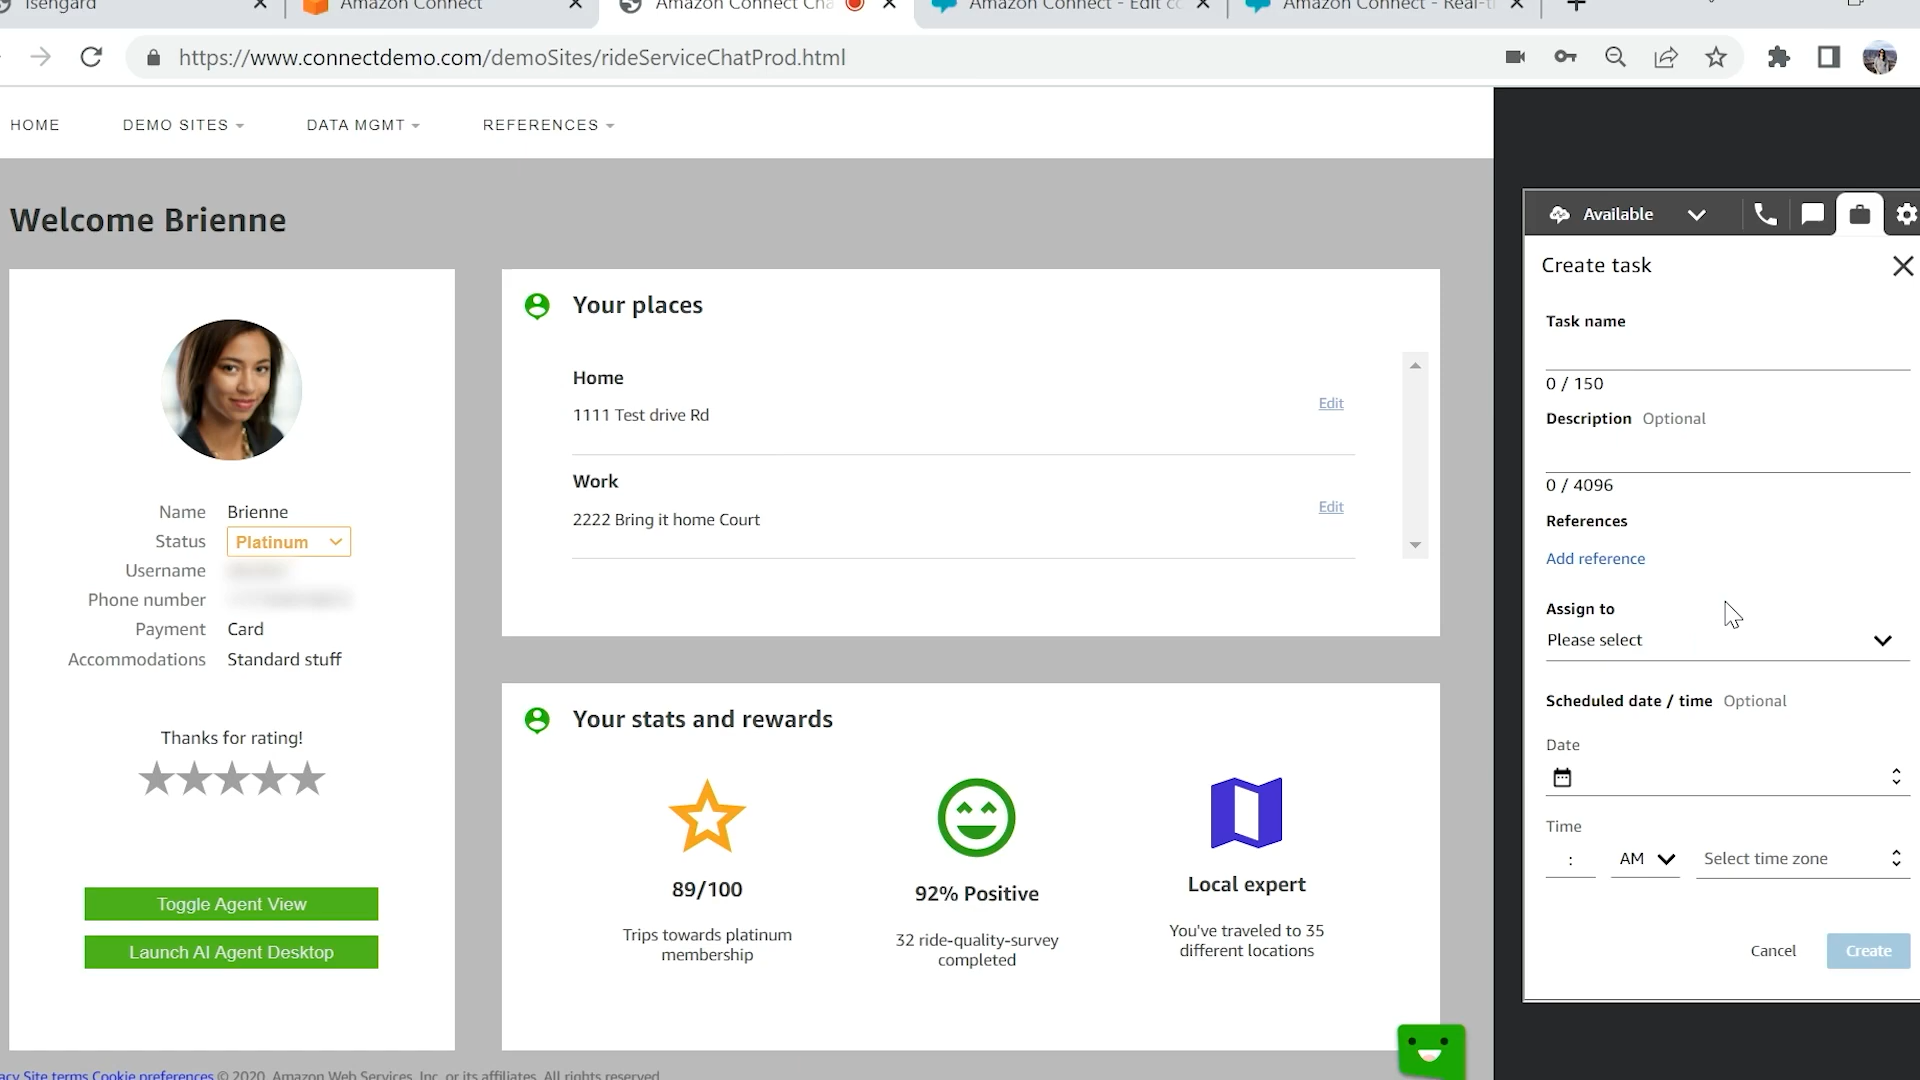 Isengard
Amazon Connect
Amazon Connect Cha
Amazon Connect - Edit co
Amazon Connect - Real-ti
https://www.connectdemo.com/demoSites/rideServiceChatProd.html
HOME
DEMO SITES
DATA MGMT
REFERENCES
Welcome Brienne
Name Brienne
Status Platinum
Username
Phone number
Payment Card
Accommodations Standard stuff
Thanks for rating!
Toggle Agent View
Launch AI Agent Desktop
Your places
Home
1111 Test drive Rd
Edit
Work
2222 Bring it home Court
Edit
Your stats and rewards
89/100
Trips towards platinum
membership
92% Positive
32 ride-quality-survey
completed
Local expert
You've traveled to 35
different locations
Available
Create task
Task name
0 / 150
Description Optional
0 / 4096
References
Add reference
Assign to
Please select
Scheduled date / time Optional
Date
Time
: AM Select time zone
Cancel Create
acy Site terms Cookie preferences © 2020, Amazon Web Services, Inc. or its affiliates. All rights reserved